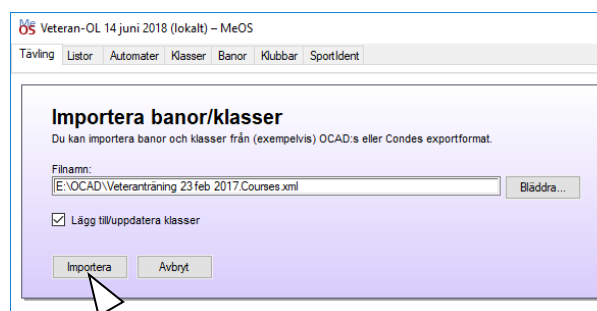 MeOS Veteran-OL 14 juni 2018 (lokalt) – MeOS
Tävling Listor Automater Klasser Banor Klubbar SportIdent
Importera banor/klasser
Du kan importera banor och klasser från (exempelvis) OCAD:s eller Condes exportformat.
Filnamn:
E:\OCAD\Veteranträning 23 feb 2017.Courses.xml Bläddra...
Lägg till/uppdatera klasser
Importera Avbryt